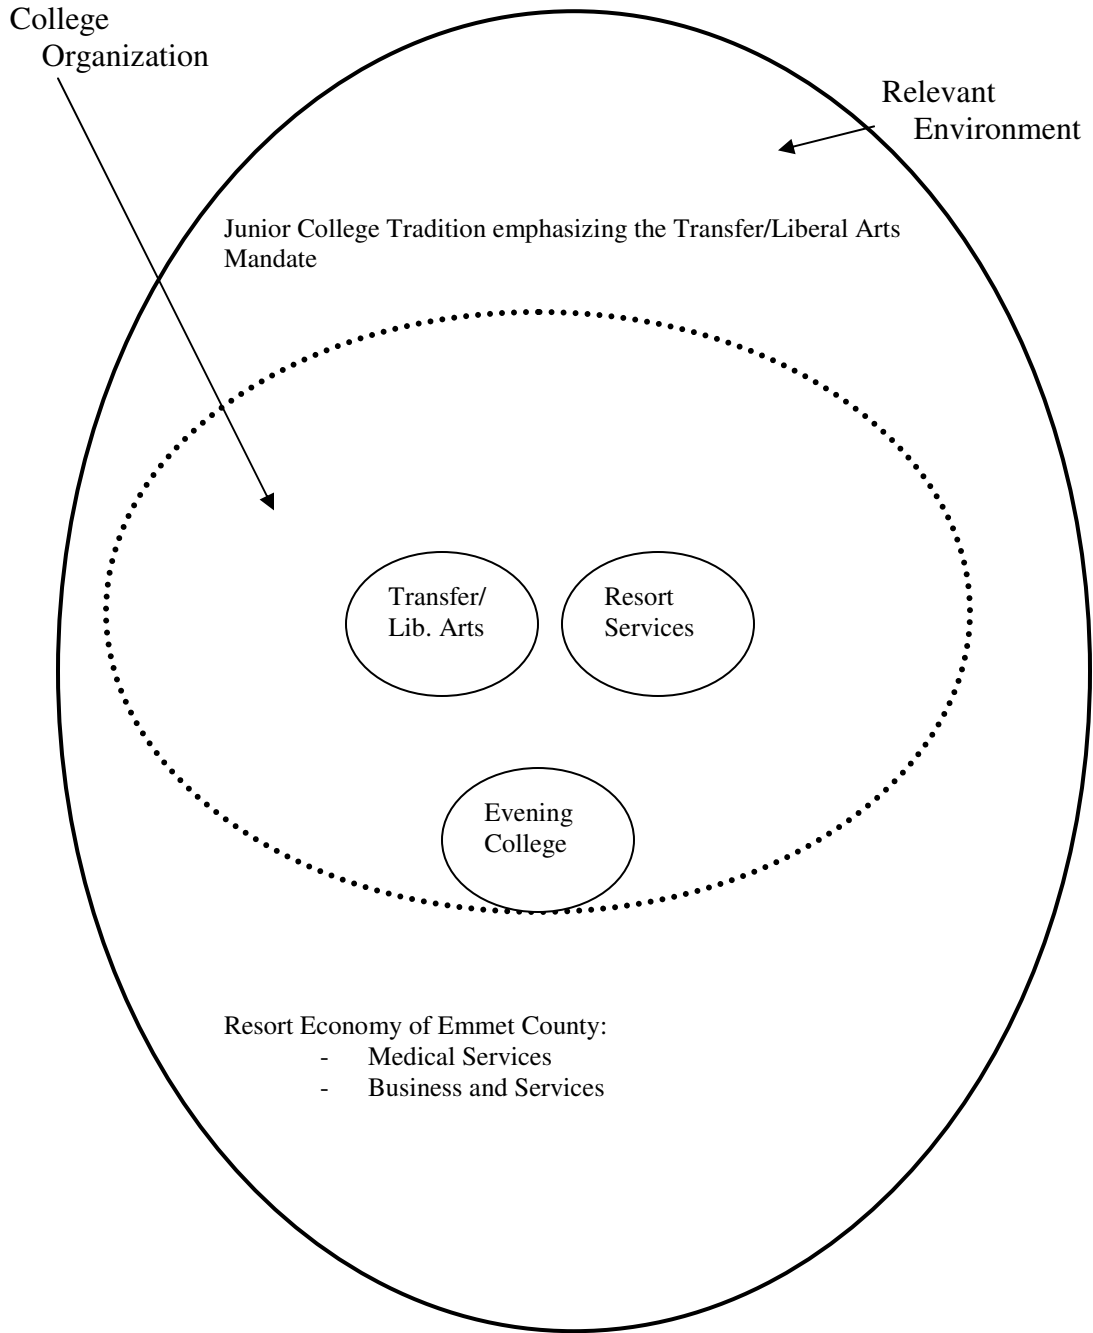 College
Organization
Relevant
Environment
Junior College Tradition emphasizing the Transfer/Liberal Arts
Mandate
Transfer/
Lib. Arts
Resort
Services
Evening
College
Resort Economy of Emmet County:
- Medical Services
- Business and Services